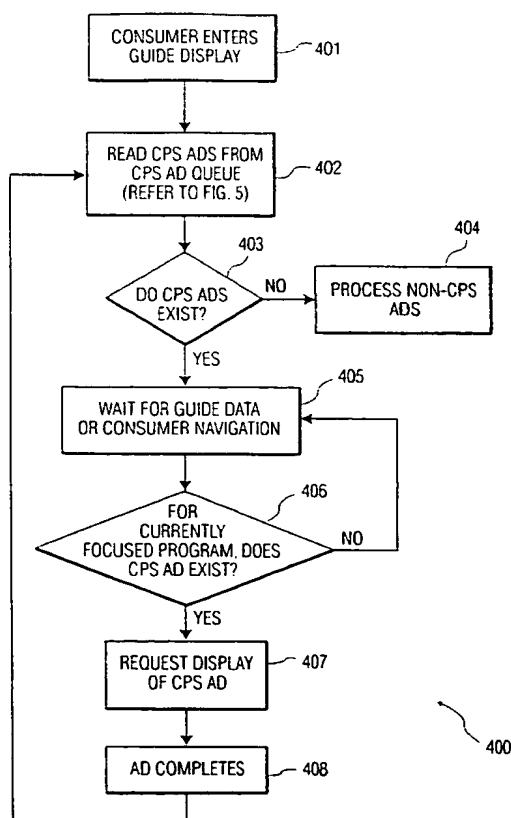 CONSUMER ENTERS
GUIDE DISPLAY
401
READ CPS ADS FROM
CPS AD QUEUE
(REFER TO FIG. 5)
402
403
DO CPS ADS
EXIST?
NO
404
PROCESS NON-CPS
ADS
YES
405
WAIT FOR GUIDE DATA
OR CONSUMER NAVIGATION
406
FOR
CURRENTLY
FOCUSED PROGRAM, DOES
CPS AD EXIST?
NO
YES
REQUEST DISPLAY
OF CPS AD
407
AD COMPLETES
408
400